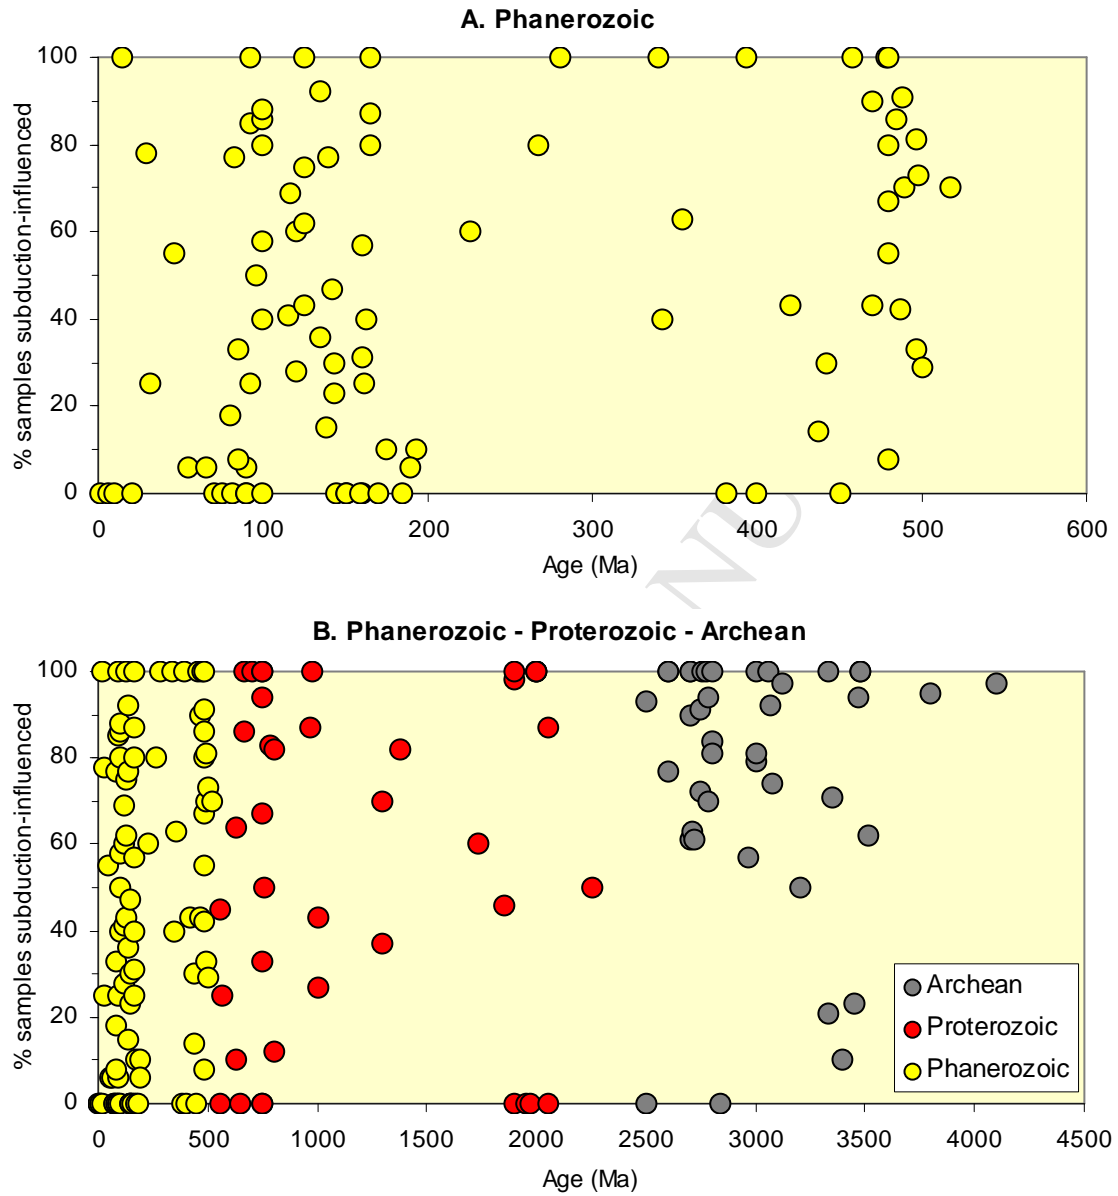 A. Phanerozoic
100
80
60
40
20
0
% samples subduction-influenced
0 100 200 300 400 500 600
Age (Ma)
NU
B. Phanerozoic - Proterozoic - Archean
100
80
60
40
20
0
% samples subduction-influenced
Archean
Proterozoic
Phanerozoic
0 500 1000 1500 2000 2500 3000 3500 4000 4500
Age (Ma)